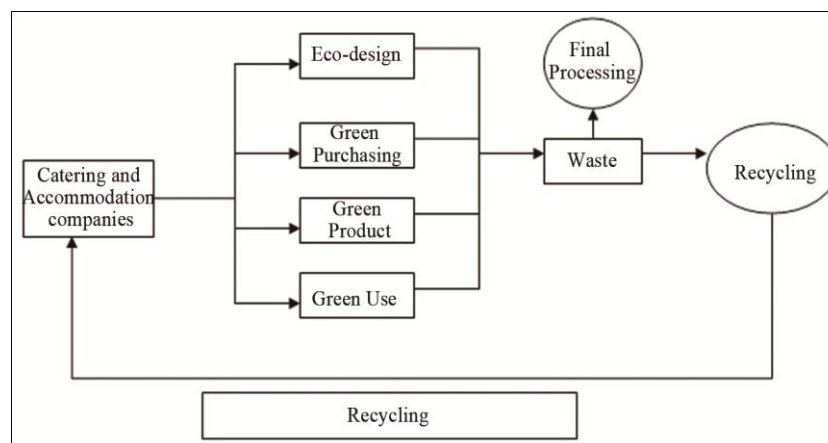 Catering and
Accommodation
companies
Eco-design
Green
Purchasing
Green
Product
Green Use
Waste
Final
Processing
Recycling
Recycling